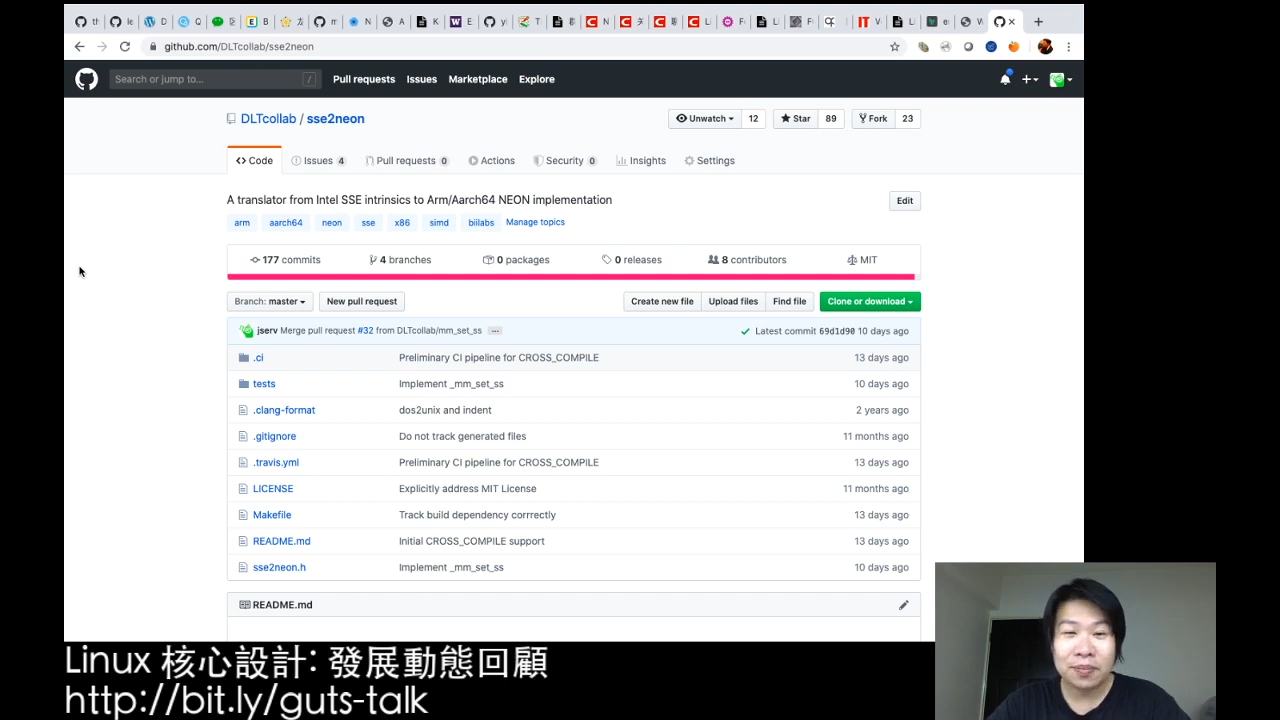 github.com/DLTcollab/sse2neon
Search or jump to... / Pull requests Issues Marketplace Explore
DLTcollab / sse2neon Unwatch 12 Star 89 Fork 23
Code Issues 4 Pull requests 0 Actions Security 0 Insights Settings
A translator from Intel SSE intrinsics to Arm/Aarch64 NEON implementation Edit
arm aarch64 neon sse x86 simd biilabs Manage topics
177 commits 4 branches 0 packages 0 releases 8 contributors MIT
Branch: master New pull request Create new file Upload files Find file Clone or download
jserv Merge pull request #32 from DLTcollab/mm_set_ss ... Latest commit 69d1d90 10 days ago
.ci Preliminary CI pipeline for CROSS_COMPILE 13 days ago
tests Implement _mm_set_ss 10 days ago
.clang-format dos2unix and indent 2 years ago
.gitignore Do not track generated files 11 months ago
.travis.yml Preliminary CI pipeline for CROSS_COMPILE 13 days ago
LICENSE Explicitly address MIT License 11 months ago
Makefile Track build dependency corrrectly 13 days ago
README.md Initial CROSS_COMPILE support 13 days ago
sse2neon.h Implement _mm_set_ss 10 days ago
README.md
Linux 核心設計: 發展動態回顧
http://bit.ly/guts-talk